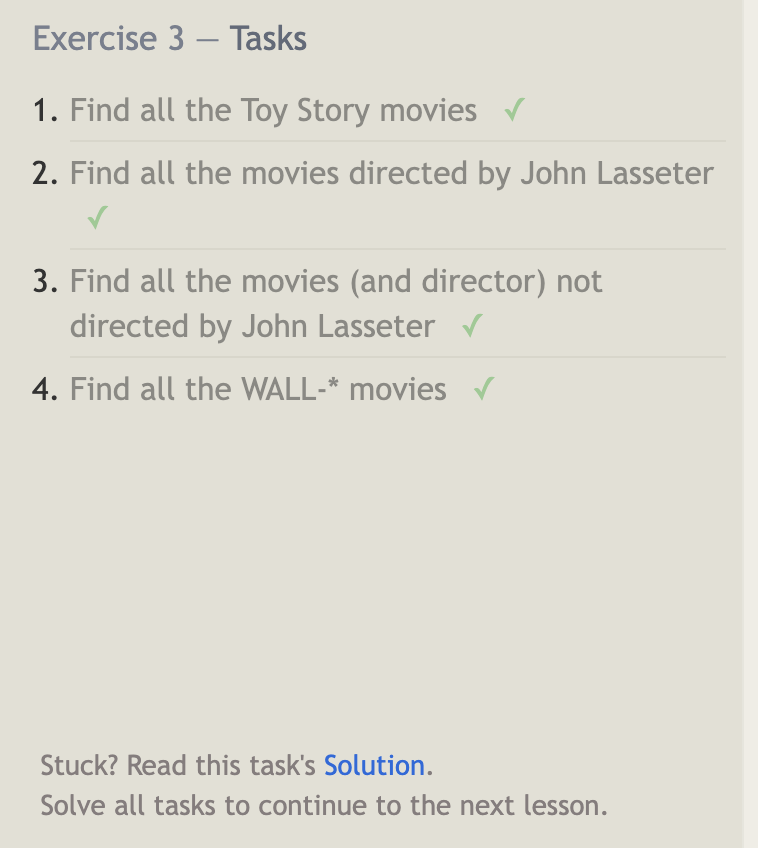 Exercise 3 — Tasks
1. Find all the Toy Story movies ✓
2. Find all the movies directed by John Lasseter
✓
3. Find all the movies (and director) not
directed by John Lasseter ✓
4. Find all the WALL-* movies ✓
Stuck? Read this task's Solution.
Solve all tasks to continue to the next lesson.